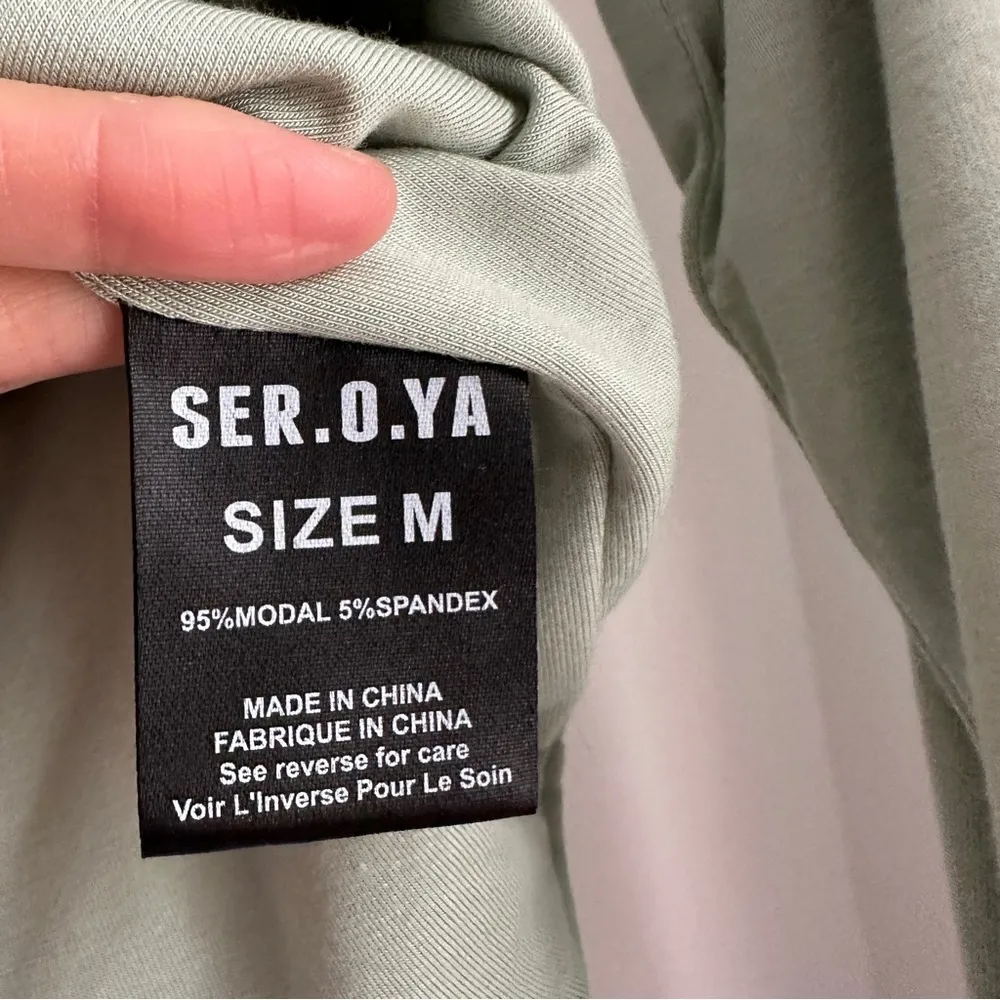 SER.O.YA
SIZE M
95%MODAL 5%SPANDEX
MADE IN CHINA
FABRIQUE IN CHINA
See reverse for care
Voir L'Inverse Pour Le Soin